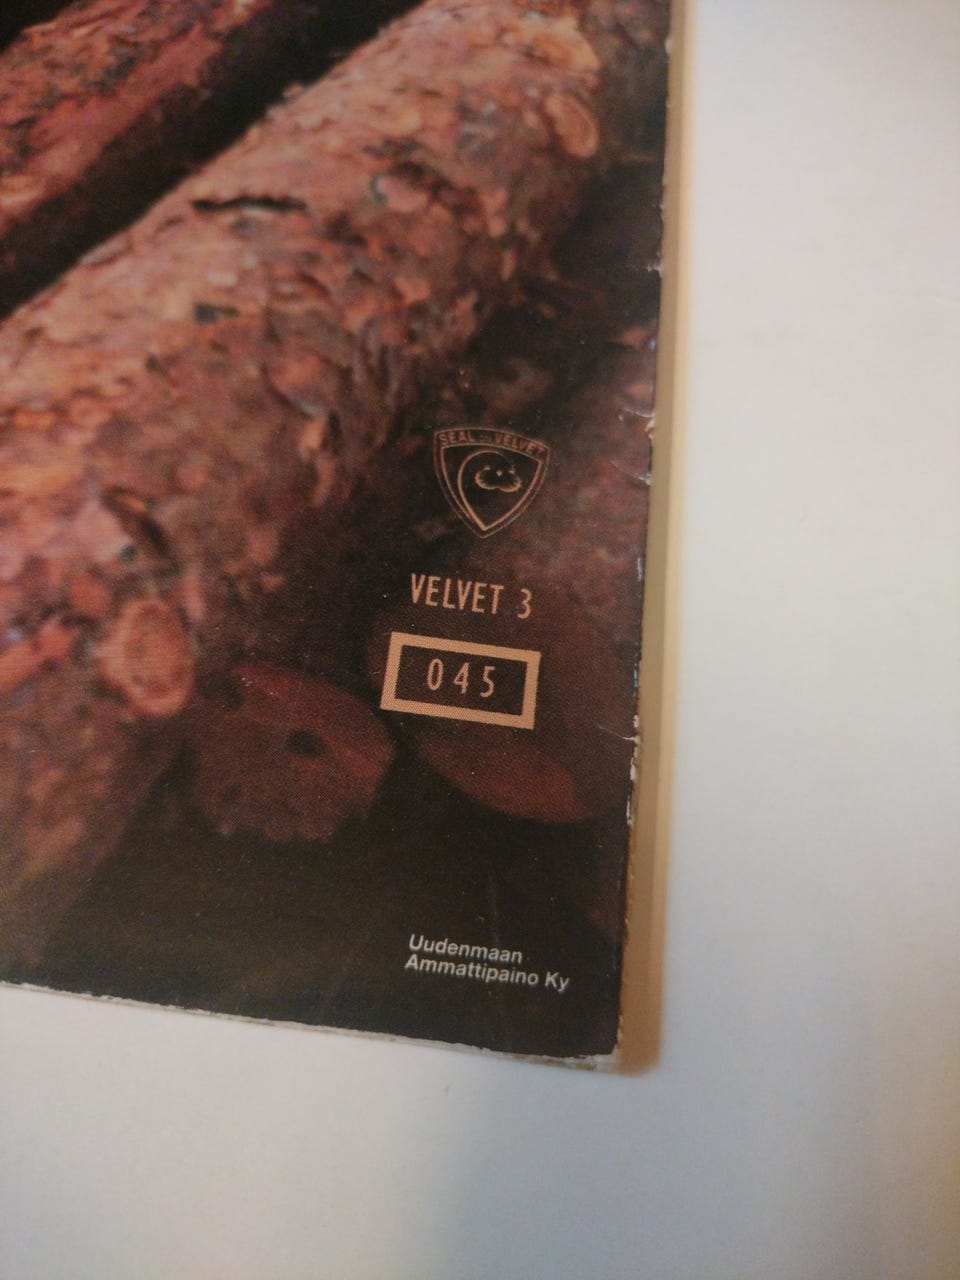 SEAL VELVET
VELVET 3
045
Uudenmaan
Ammattipaino Ky